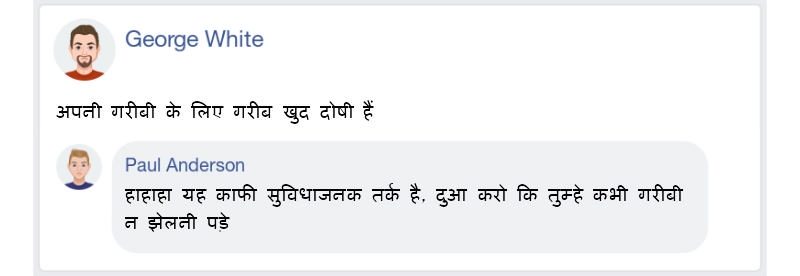 George White
अपनी गरीबी के लिए गरीब खुद दोषी हैं
Paul Anderson
हाहाहा यह काफी सुविधाजनक तर्क है, दुआ करो कि तुम्हे कभी गरीबी
न झेलनी पड़े